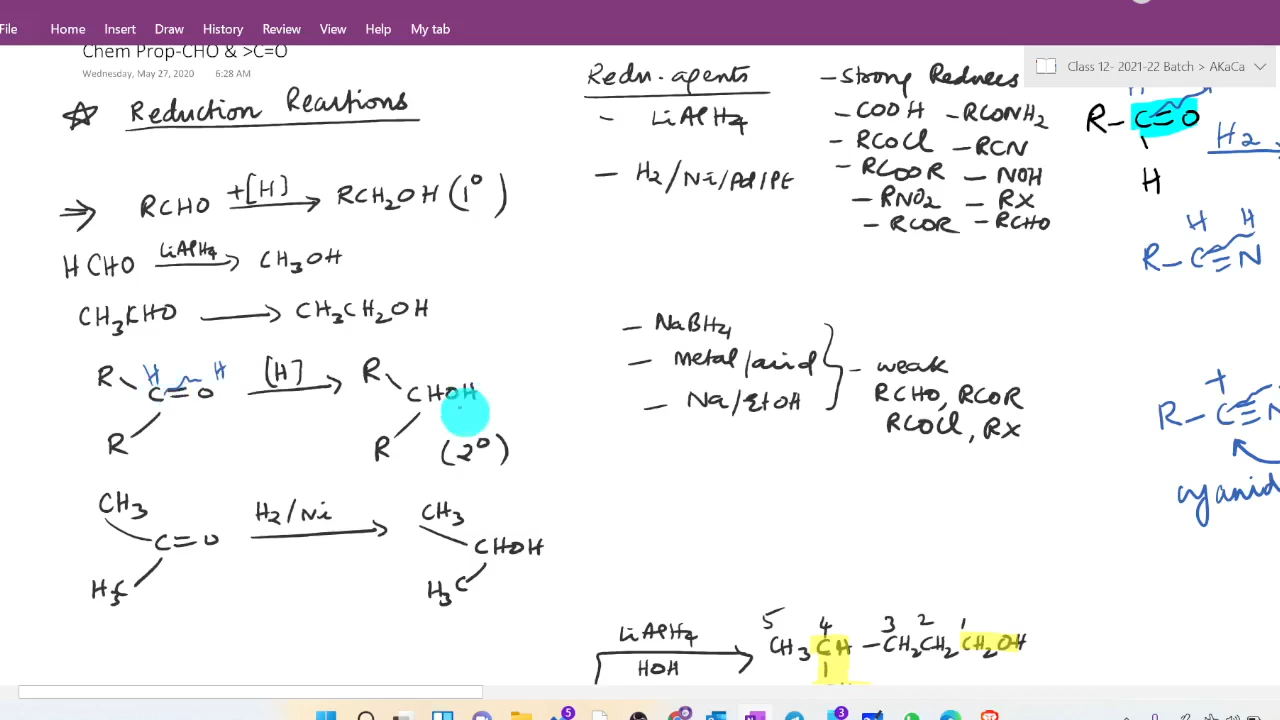 File Home Insert Draw History Review View Help My tab
Chem Prop-CHO & >C=O
Wednesday, May 27, 2020 6:28 AM
Class 12- 2021-22 Batch > AKaCa
Reduction Reactions
⇒ RCHO +[H] → RCH2OH (1°)
HCHO LiAlH4 → CH3OH
CH3CHO → CH3CH2OH
R H H [H] → R
C=O CHOH
R R (2°)
CH3 H2/Ni → CH3
C=O CHOH
H3C H3C
Redn. agents
- LiAlH4
- H2/Ni/Pd/Pt
- Strong Reducers
- COOH - RCONH2
- RCOCl - RCN
- RCOOR - NOH
- RNO2 - RX
- RCOR - RCHO
- NaBH4
- Metal/acid
- Na/EtOH
- weak
RCHO, RCOR
RCOCl, RX
R-C=O H2
H
H H
R-C≡N
+
R-C≡N
LiAlH4
HOH
5 4 3 2 1
CH3CH-CH2CH2CH2OH
5 3